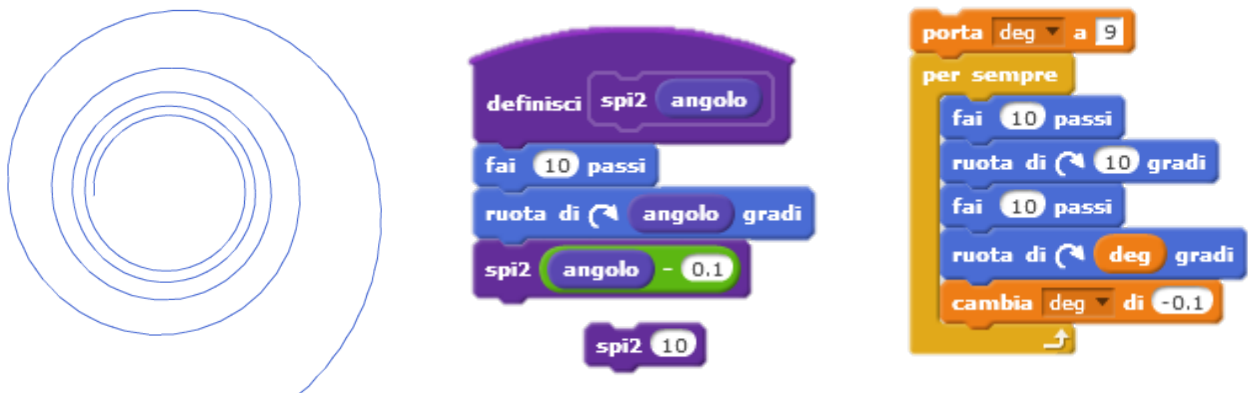 definisci spi2 angolo
fai 10 passi
ruota di angolo gradi
spi2 angolo - 0.1
spi2 10
porta deg a 9
per sempre
fai 10 passi
ruota di 10 gradi
fai 10 passi
ruota di deg gradi
cambia deg di -0.1